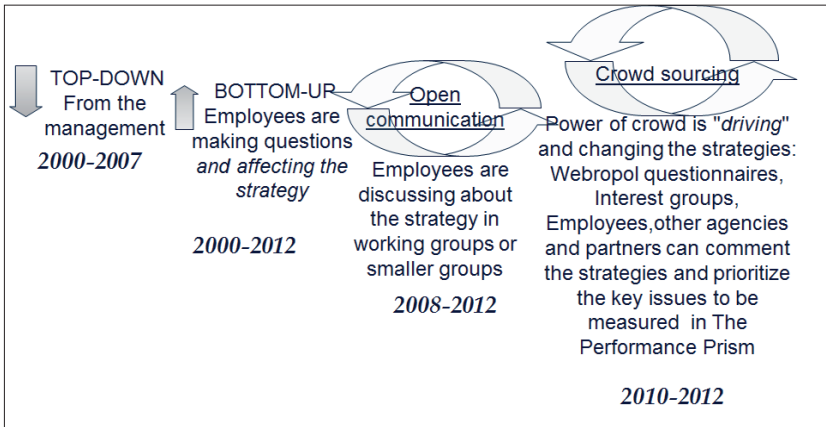 TOP-DOWN
From the
management
2000-2007
BOTTOM-UP
Employees are
making questions
and affecting the
strategy
2000-2012
Open
communication
Employees are
discussing about
the strategy in
working groups or
smaller groups
2008-2012
Crowd sourcing
Power of crowd is "driving"
and changing the strategies:
Webropol questionnaires,
Interest groups,
Employees,other agencies
and partners can comment
the strategies and prioritize
the key issues to be
measured in The
Performance Prism
2010-2012